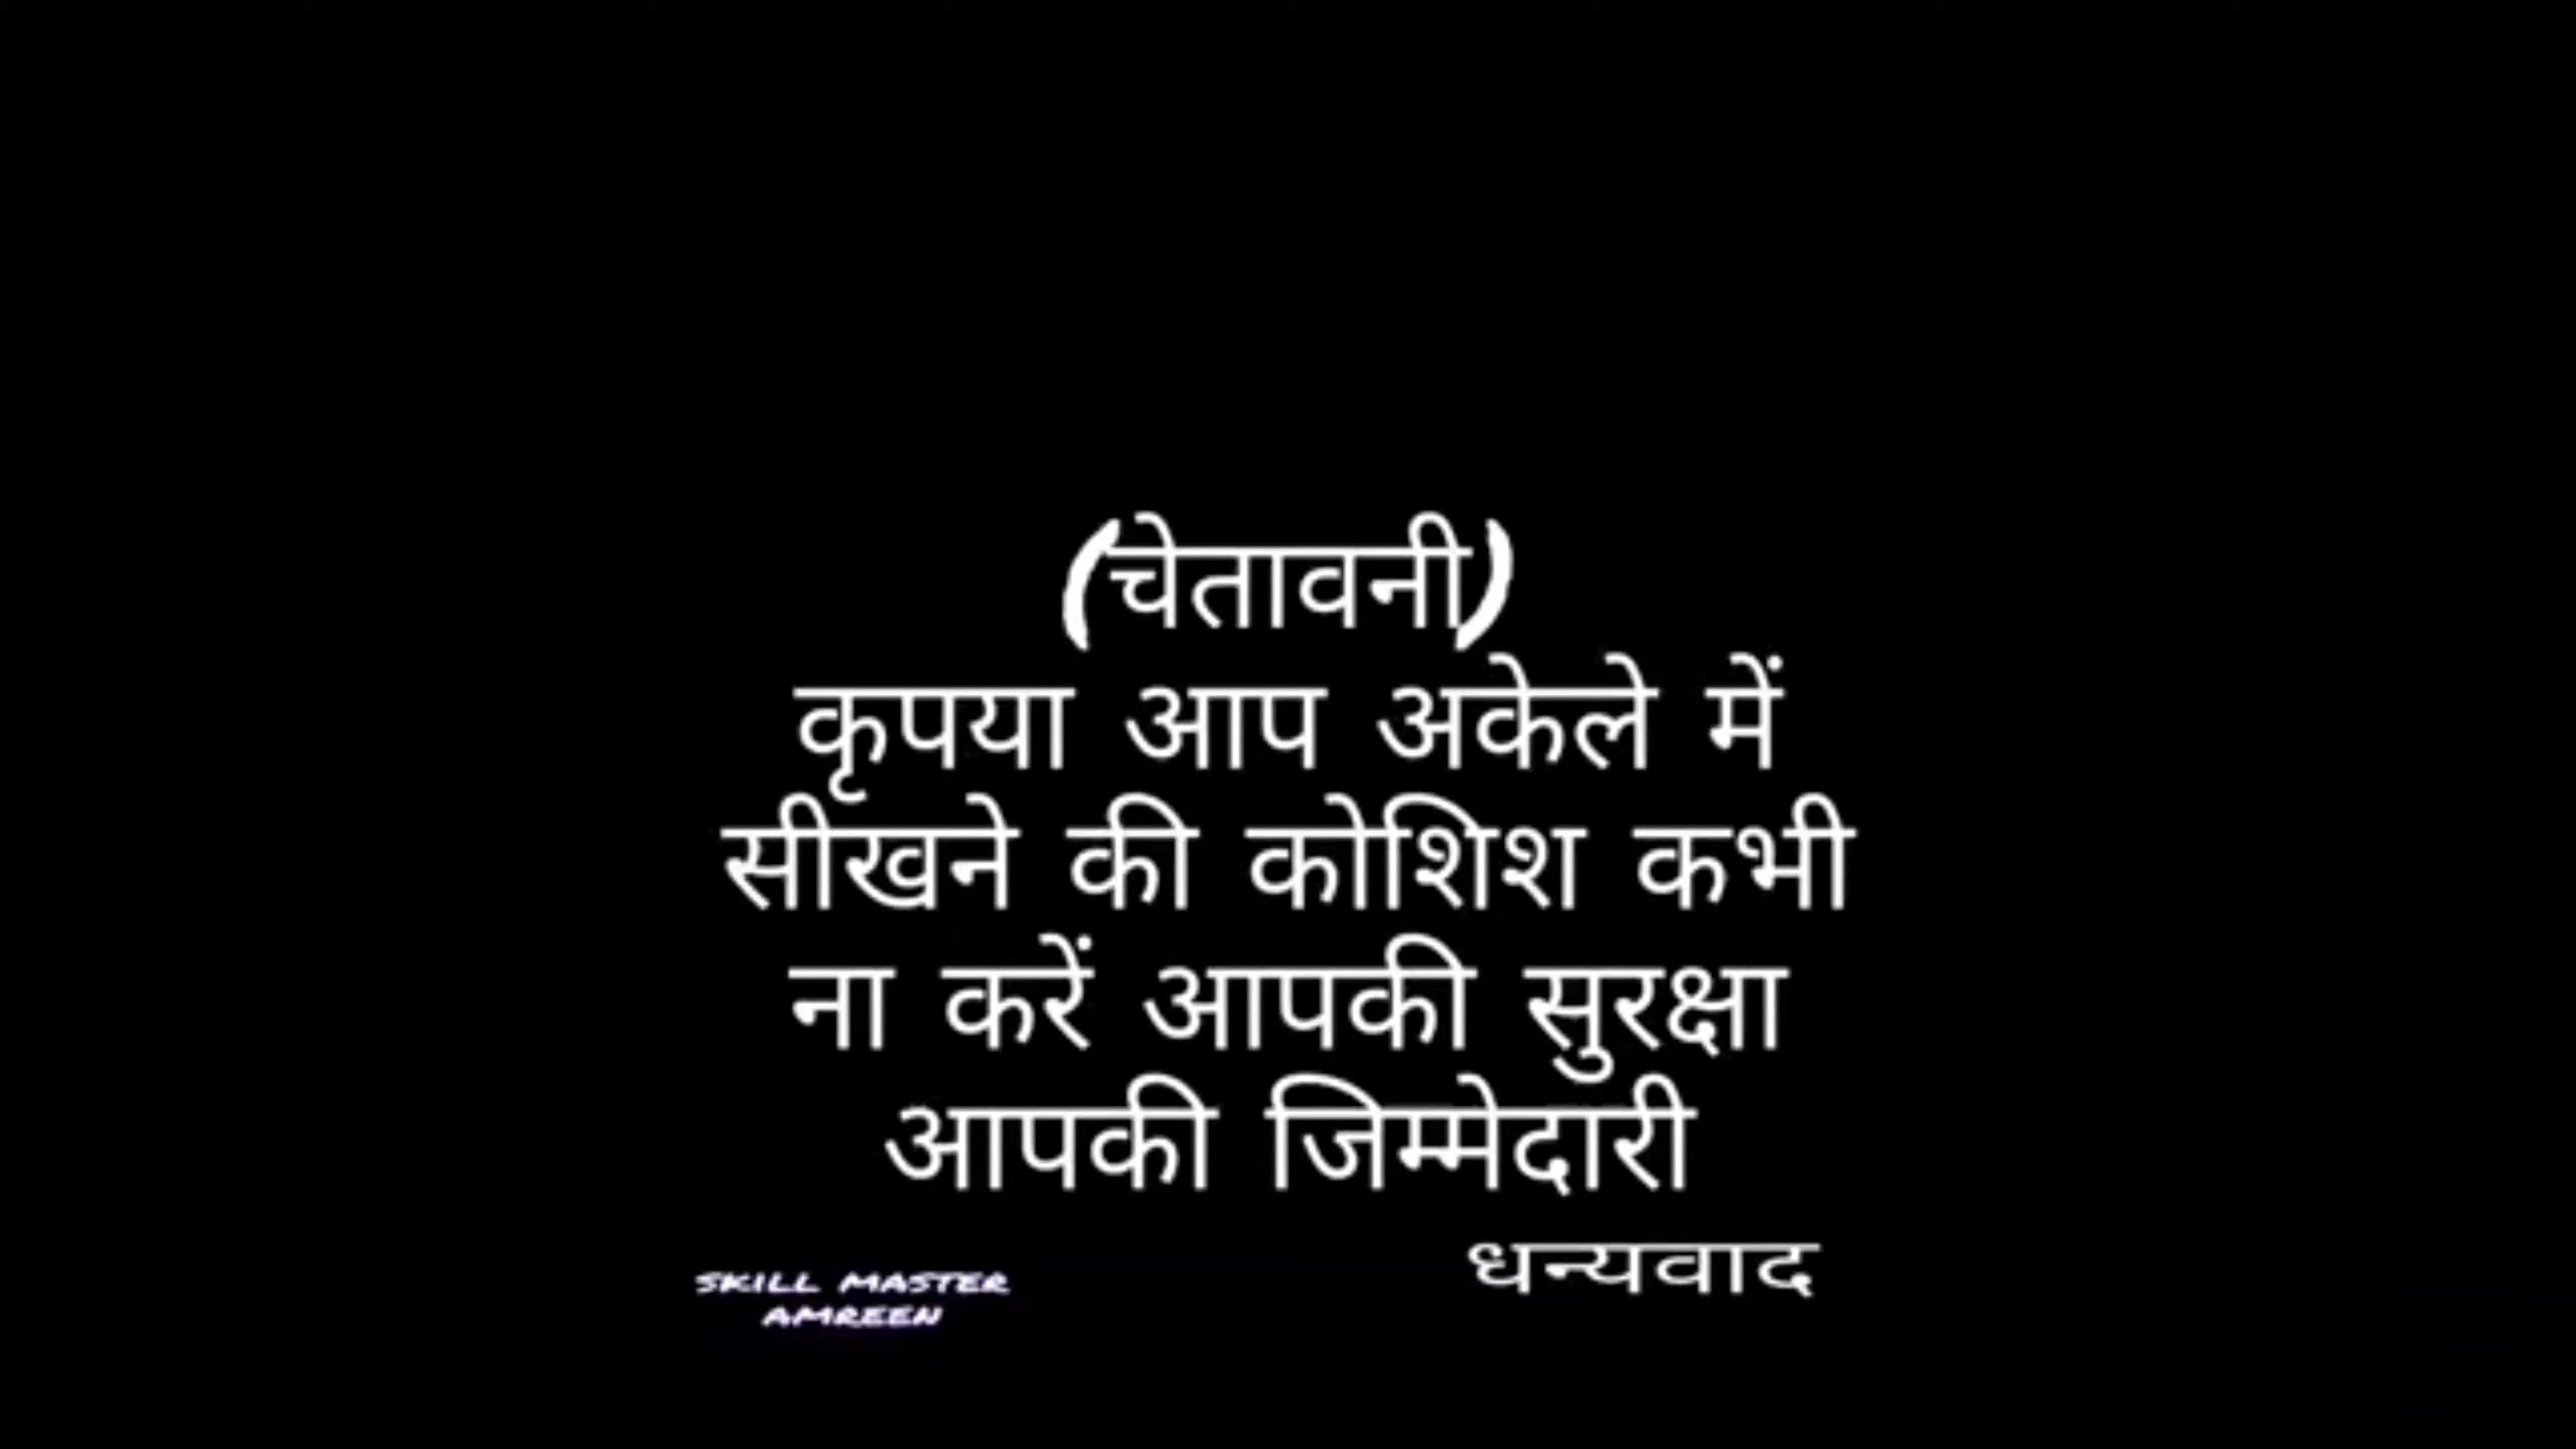 (चेतावनी)
कृपया आप अकेले में
सीखने की कोशिश कभी
ना करें आपकी सुरक्षा
आपकी जिम्मेदारी
धन्यवाद
SKILL MASTER
AMREEN